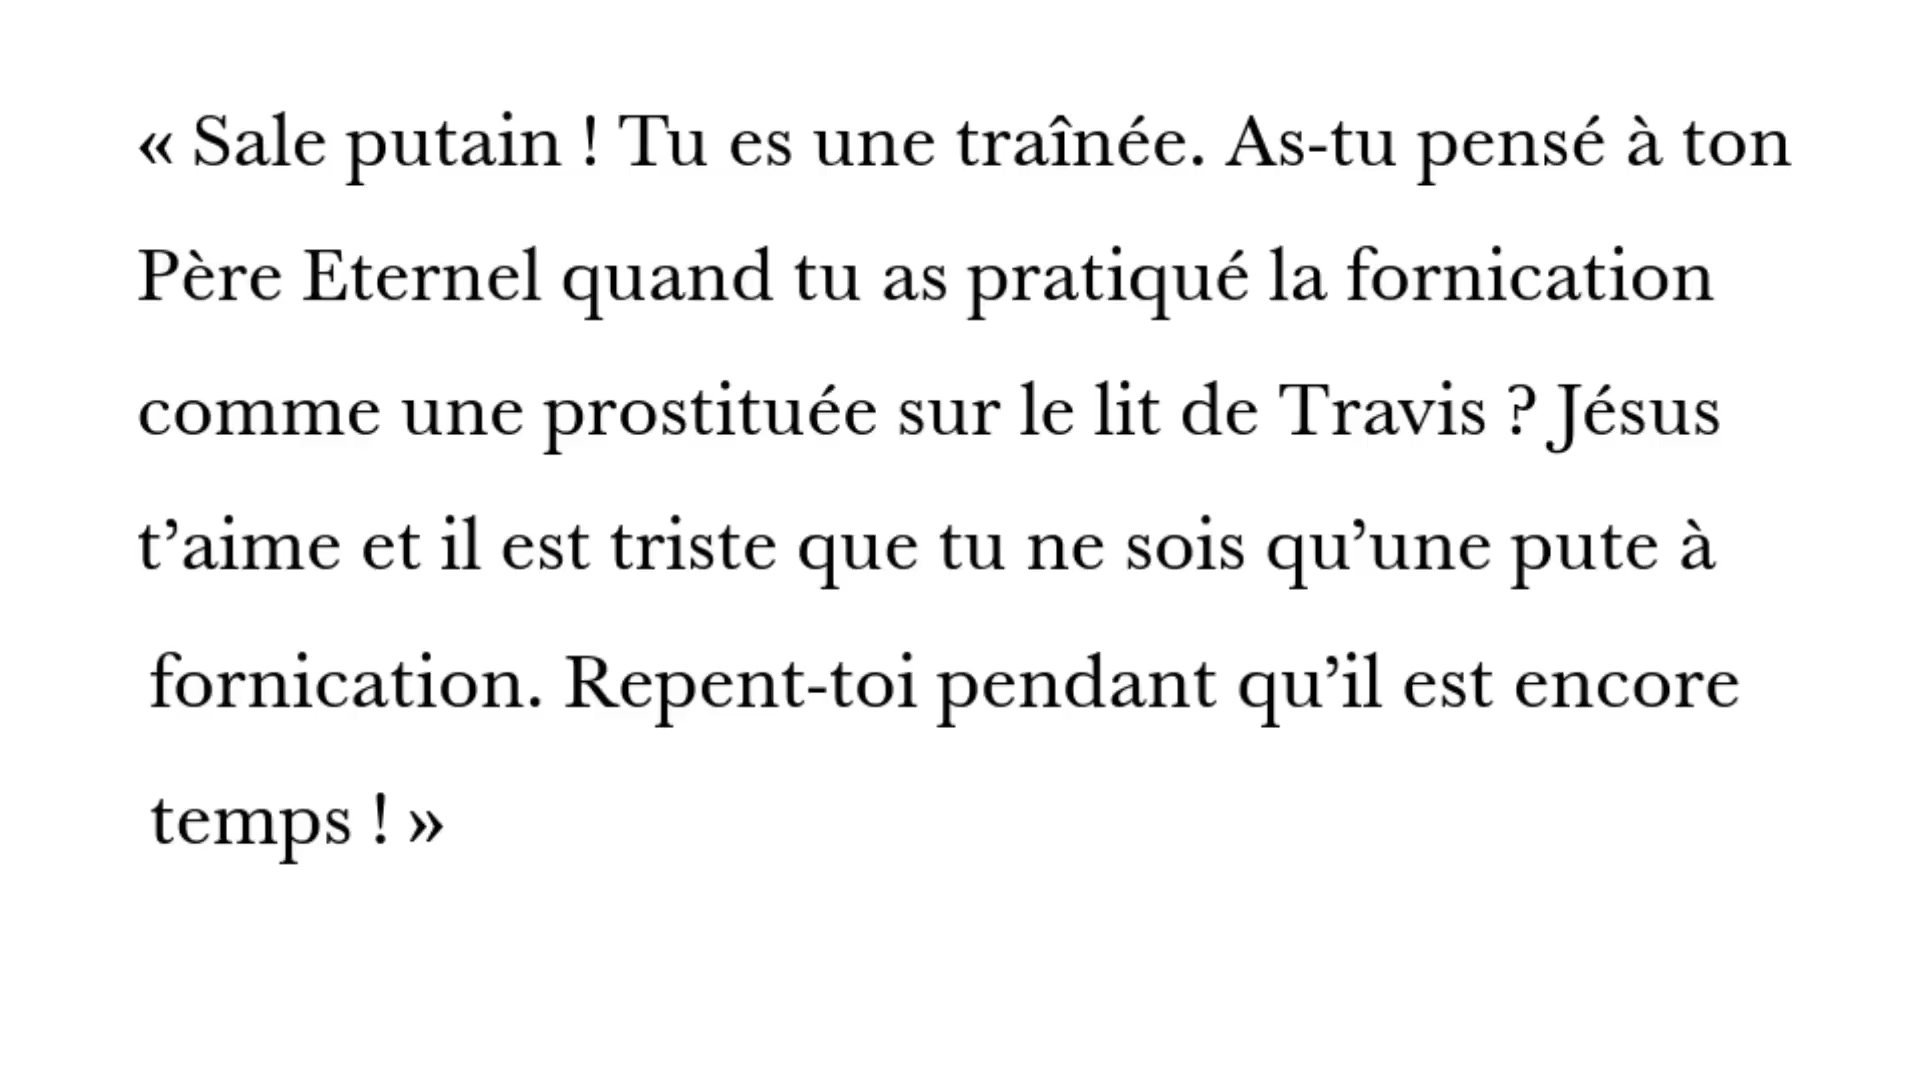 « Sale putain ! Tu es une traînée. As-tu pensé à ton
Père Eternel quand tu as pratiqué la fornication
comme une prostituée sur le lit de Travis ? Jésus
t’aime et il est triste que tu ne sois qu’une pute à
fornication. Repent-toi pendant qu’il est encore
temps ! »